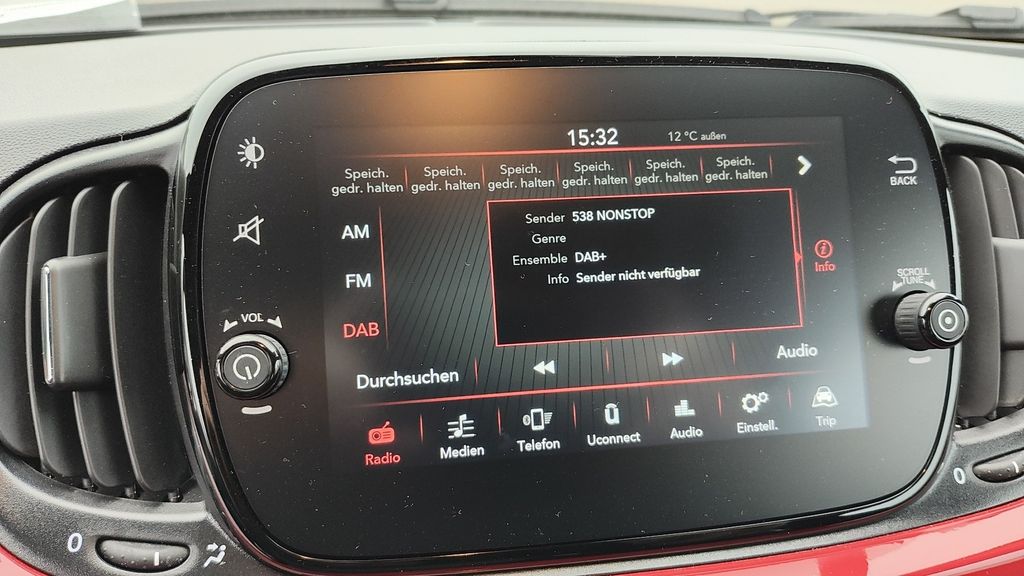 15:32 12 °C außen
Speich. Speich. Speich. Speich. Speich. Speich.
gedr. halten gedr. halten gedr. halten gedr. halten gedr. halten gedr. halten
BACK
AM
Sender 538 NONSTOP
Genre
FM
Ensemble DAB+
Info Sender nicht verfügbar
Info
SCROLL
TUNE
VOL
DAB
Durchsuchen
Audio
Radio Medien Telefon Uconnect Audio Einstell. Trip
0
0